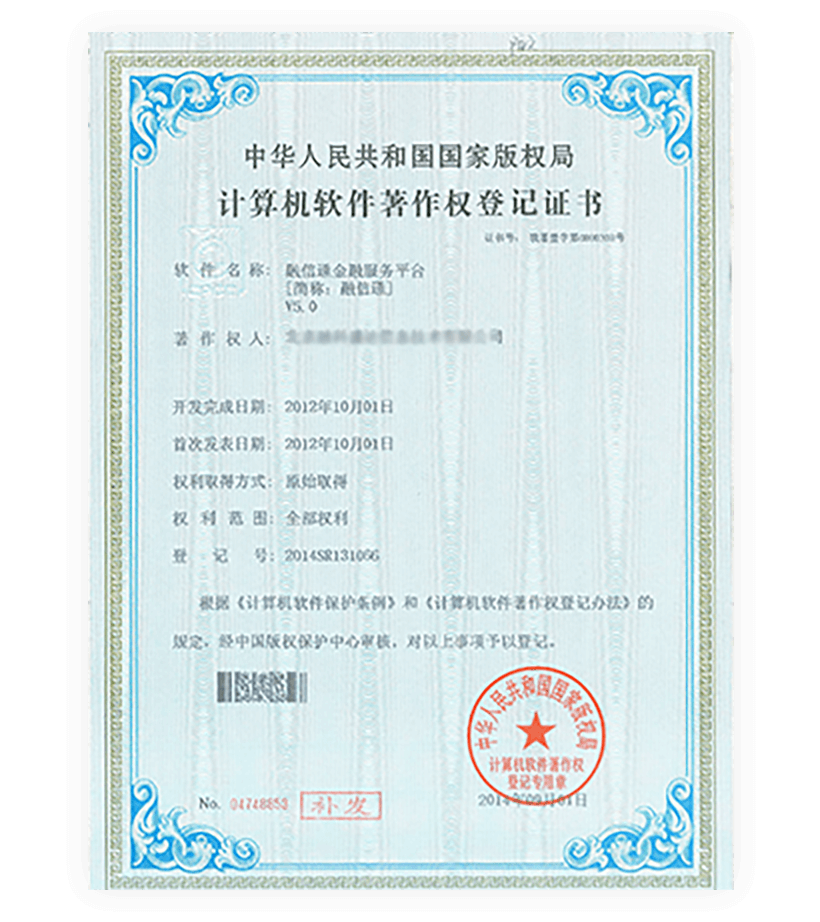 中华人民共和国国家版权局
计算机软件著作权登记证书
证书号： 软著登字第
软件名称： 融信通金融服务平台
[简称：融信通]
V5.0
著作权人：
开发完成日期： 2012年10月01日
首次发表日期： 2012年10月01日
权利取得方式： 原始取得
权利范围： 全部权利
登记号： 2014SR131056
根据《计算机软件保护条例》和《计算机软件著作权登记办法》的
规定，经中国版权保护中心审核，对以上事项予以登记。
中华人民共和国国家版权局
计算机软件著作权
登记专用章
No. 04748853 补发
2014年09月01日